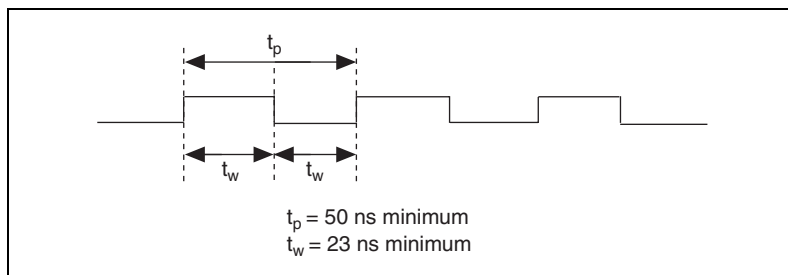 tp
tw tw
tp = 50 ns minimum
tw = 23 ns minimum